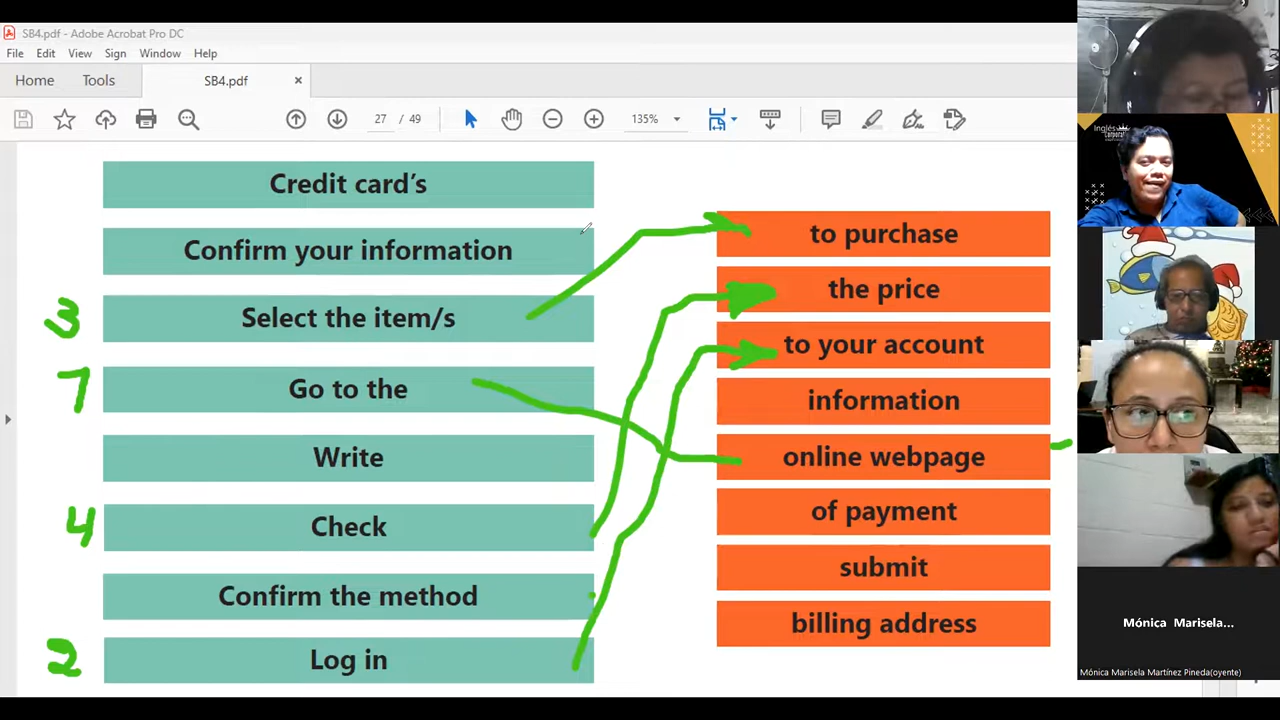 SB4.pdf - Adobe Acrobat Pro DC
File Edit View Sign Window Help
Home Tools SB4.pdf ×
27 / 49 135%
Credit card's
Confirm your information
3 Select the item/s
1 Go to the
Write
4 Check
Confirm the method
2 Log in
to purchase
the price
to your account
information
online webpage
of payment
submit
billing address
Inglés
Corporativo
Mónica Marisela...
Mónica Marisela Martínez Pineda(oyente)